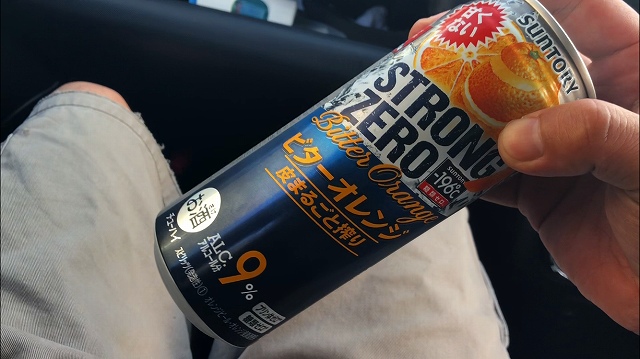 SUNTORY
甘くない
STRONG
ZERO
SUNTORY
-196℃
Bitter Orange
ビターオレンジ
皮まるごと搾り
お酒
チューハイ
ALC.
アルコール分
9%